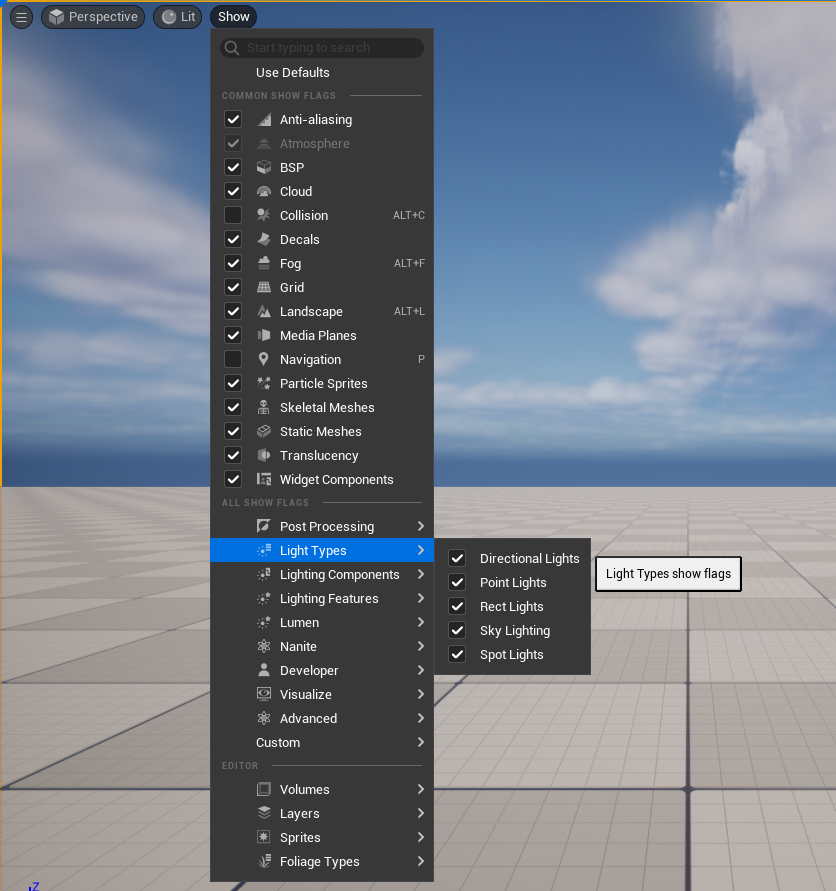 Perspective Lit Show
Start typing to search
Use Defaults
COMMON SHOW FLAGS
Anti-aliasing
Atmosphere
BSP
Cloud
Collision ALT+C
Decals
Fog ALT+F
Grid
Landscape ALT+L
Media Planes
Navigation P
Particle Sprites
Skeletal Meshes
Static Meshes
Translucency
Widget Components
ALL SHOW FLAGS
Post Processing
Light Types
Lighting Components
Lighting Features
Lumen
Nanite
Developer
Visualize
Advanced
Custom
EDITOR
Volumes
Layers
Sprites
Foliage Types
Directional Lights
Point Lights
Rect Lights
Sky Lighting
Spot Lights
Light Types show flags
Z